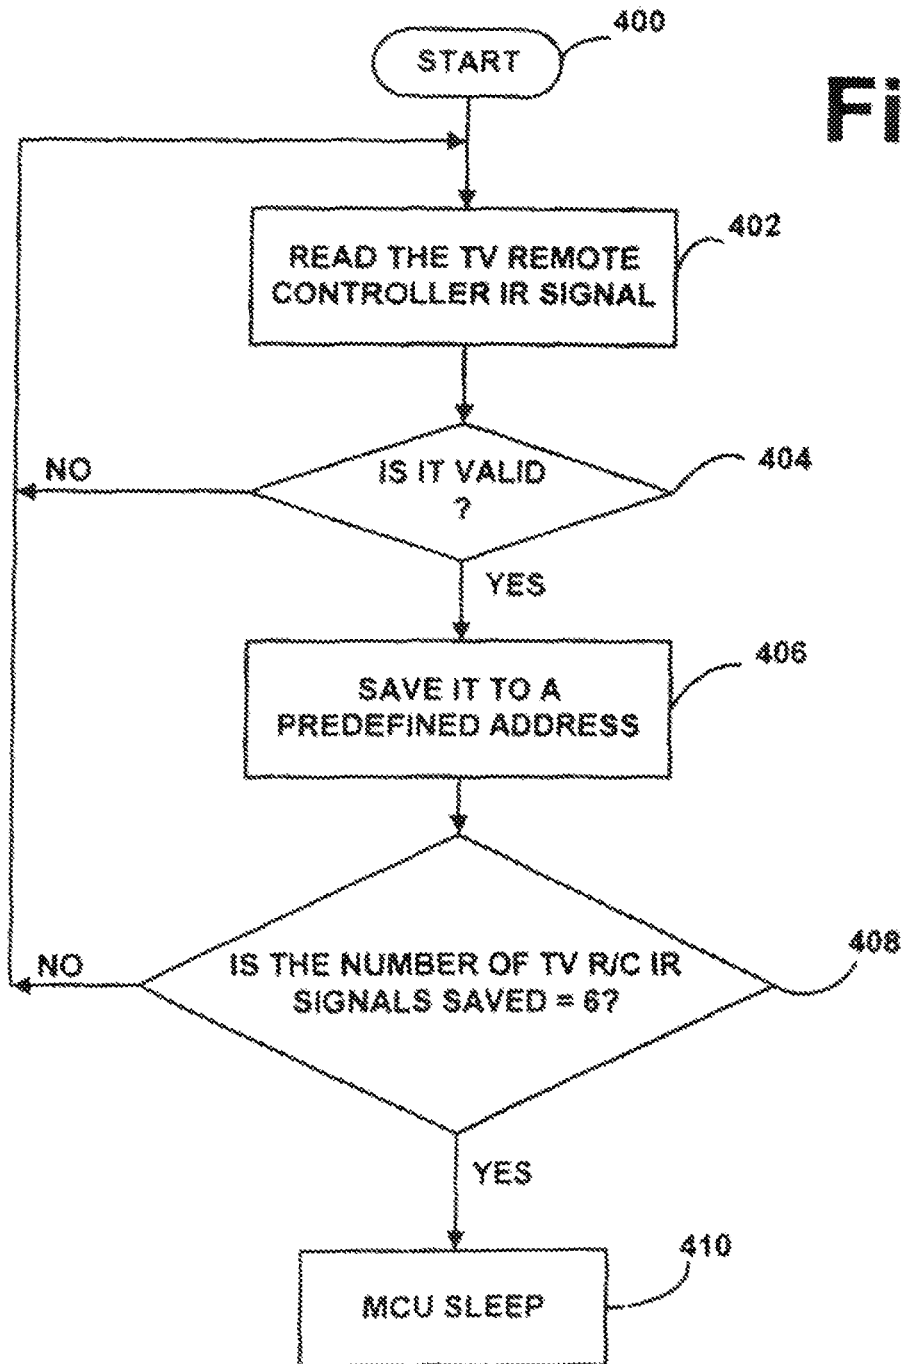 400
START
Fi
402
READ THE TV REMOTE
CONTROLLER IR SIGNAL
404
NO
IS IT VALID
?
YES
406
SAVE IT TO A
PREDEFINED ADDRESS
408
NO
IS THE NUMBER OF TV R/C IR
SIGNALS SAVED = 6?
YES
410
MCU SLEEP